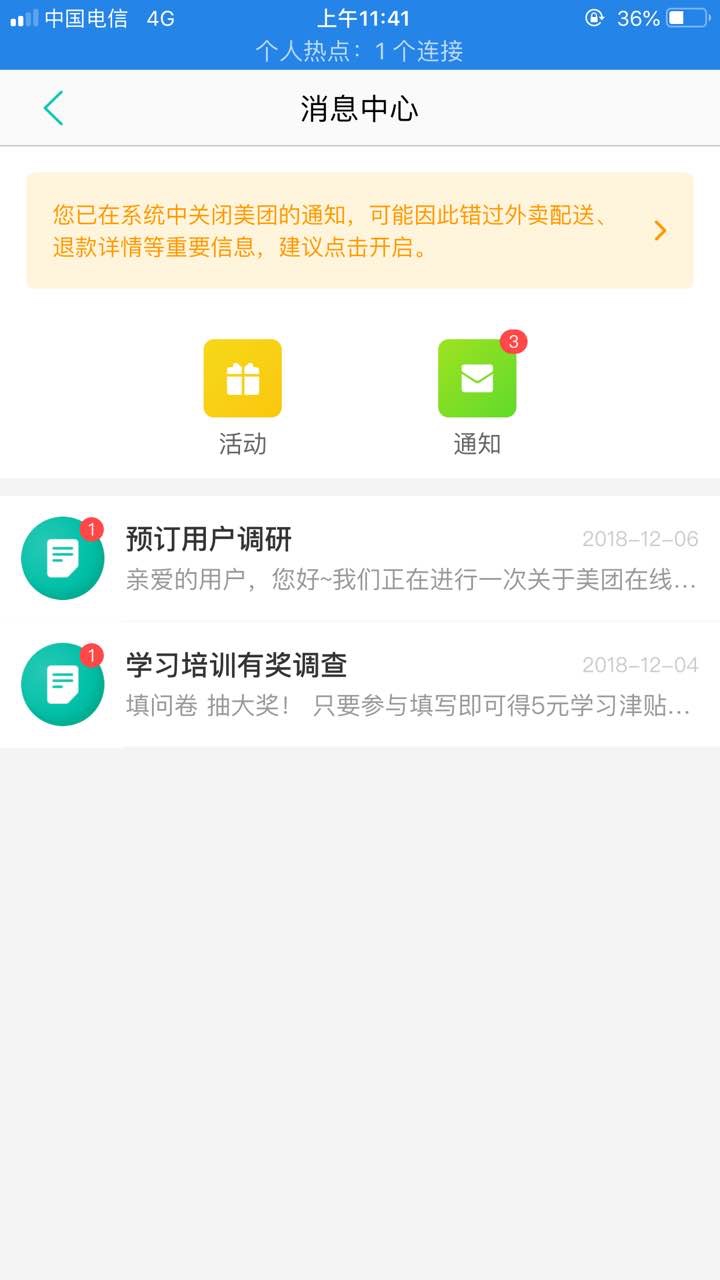 中国电信 4G 上午11:41 36%
个人热点：1 个连接
消息中心
您已在系统中关闭美团的通知，可能因此错过外卖配送、
退款详情等重要信息，建议点击开启。
3
活动 通知
1 预订用户调研 2018-12-06
亲爱的用户，您好~我们正在进行一次关于美团在线...
1 学习培训有奖调查 2018-12-04
填问卷 抽大奖！ 只要参与填写即可得5元学习津贴...